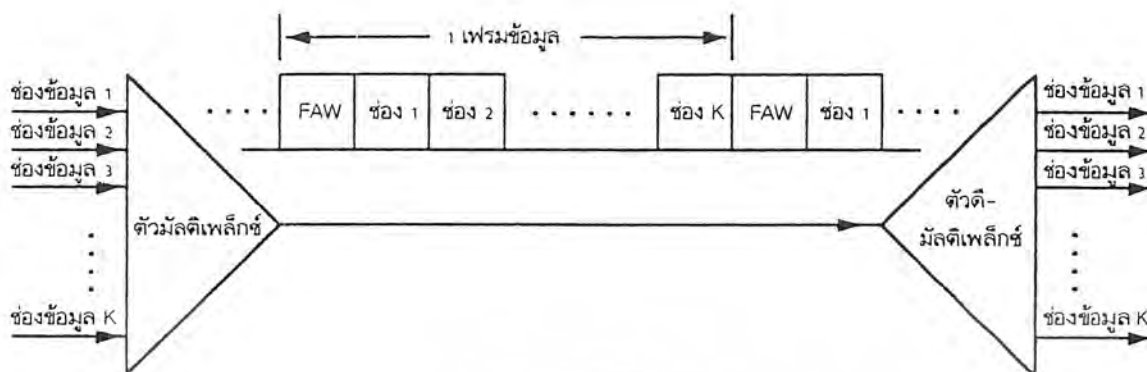 1 เฟรมข้อมูล
ช่องข้อมูล 1
ช่องข้อมูล 2
ช่องข้อมูล 3
ช่องข้อมูล K
ตัวมัลติเพล็กซ์
. . . . FAW ช่อง 1 ช่อง 2 . . . . . . ช่อง K FAW ช่อง 1 . . . .
ตัวดี-
มัลติเพล็กซ์
ช่องข้อมูล 1
ช่องข้อมูล 2
ช่องข้อมูล 3
ช่องข้อมูล K